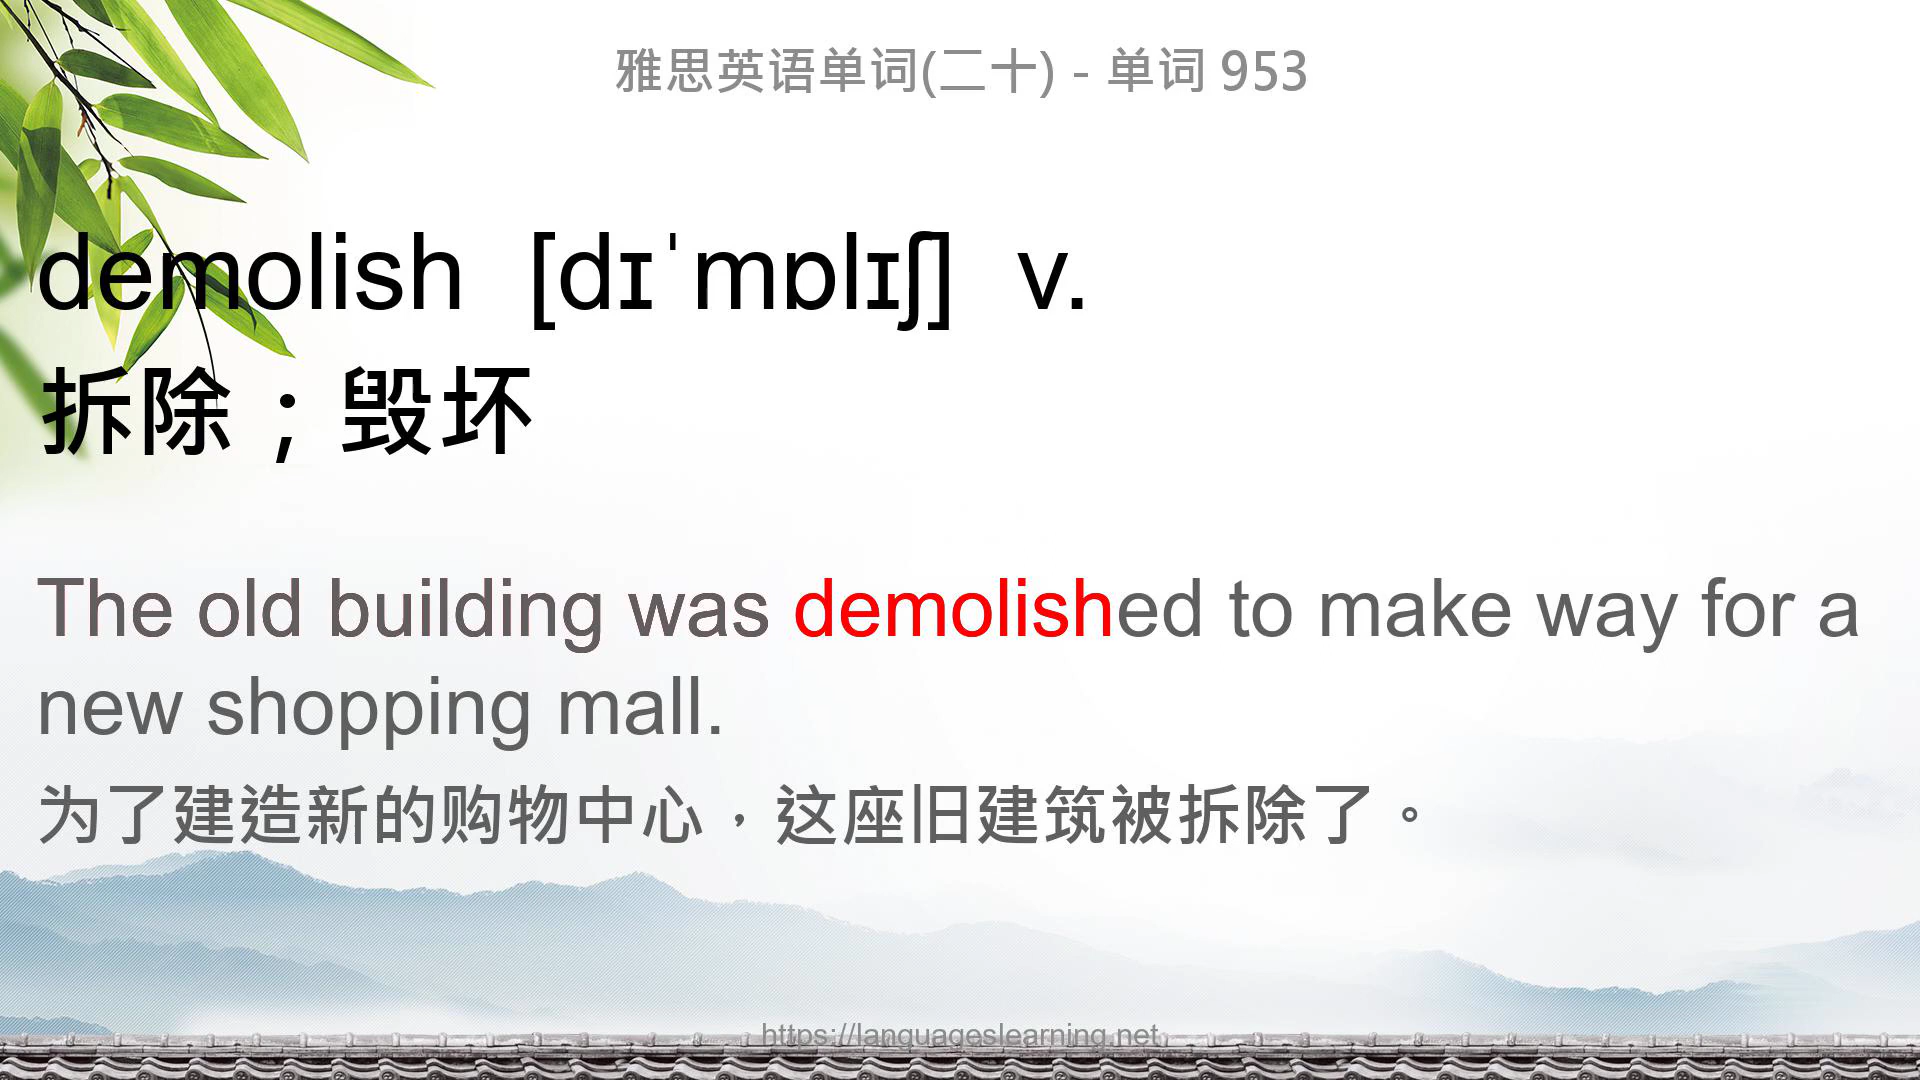 雅思英语单词(二十) - 单词 953
demolish [dɪˈmɒlɪʃ] v.
拆除；毁坏
The old building was demolished to make way for a
new shopping mall.
为了建造新的购物中心，这座旧建筑被拆除了。
https://languageslearning.net